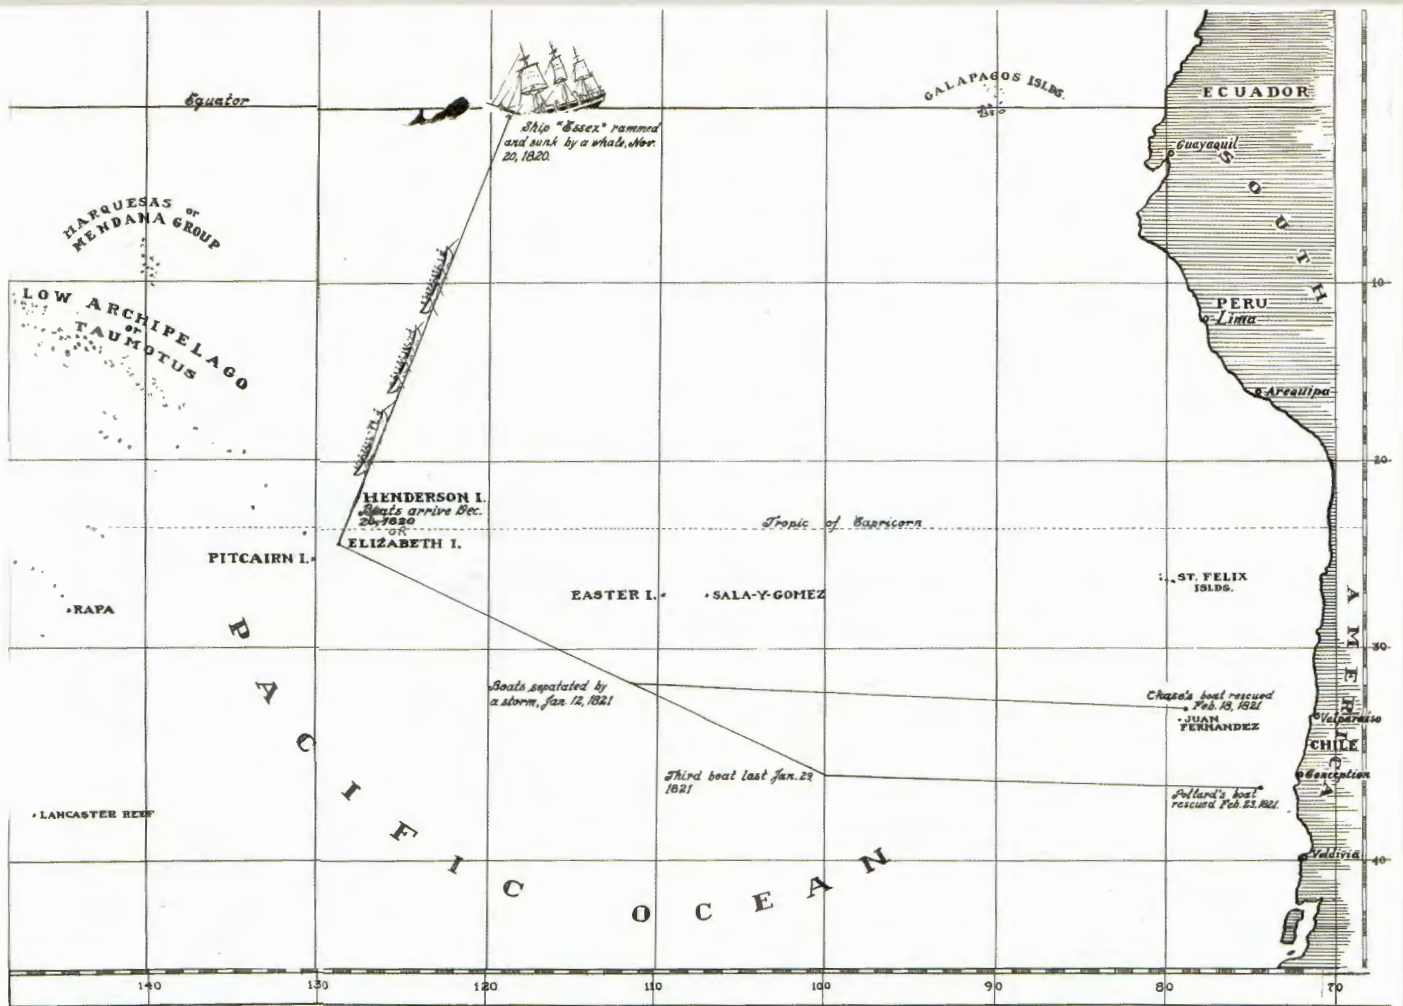 Equator
GALAPAGOS ISLDS.
ECUADOR
Ship "Essex" rammed
and sunk by a whale, Nov.
20, 1820.
Guayaquil
SOUTH
MARQUESAS or
MENDANA GROUP
10
LOW ARCHIPELAGO
or
TAUMOTUS
PERU
Lima
Arequipa
20
HENDERSON I.
Boats arrive Dec.
20, 1820
OR
ELIZABETH I.
Tropic of Capricorn
PITCAIRN I.
EASTER I.
SALA-Y-GOMEZ
ST. FELIX
ISLDS.
RAPA
AMERICA
30
Boats separated by
a storm, Jan. 12, 1821
Chase's boat rescued
Feb. 18, 1821
JUAN
FERNANDEZ
Valparaiso
CHILE
Third boat lost Jan. 29
1821
Conception
Pollard's boat
rescued Feb. 23, 1821.
LANCASTER REEF
Valdivia
40
PACIFIC OCEAN
140
130
120
110
100
90
80
70